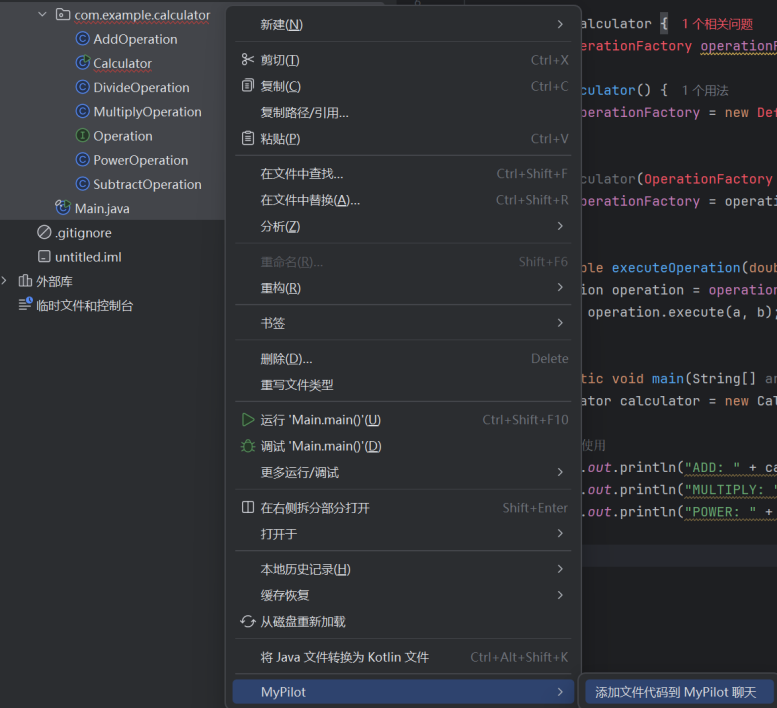 com.example.calculator
AddOperation
Calculator
DivideOperation
MultiplyOperation
Operation
PowerOperation
SubtractOperation
Main.java
.gitignore
untitled.iml
外部库
临时文件和控制台
新建(N)
剪切(T) Ctrl+X
复制(C) Ctrl+C
复制路径/引用...
粘贴(P) Ctrl+V
在文件中查找... Ctrl+Shift+F
在文件中替换(A)... Ctrl+Shift+R
分析(Z)
重命名(R)... Shift+F6
重构(R)
书签
删除(D)... Delete
重写文件类型
运行 'Main.main()'(U) Ctrl+Shift+F10
调试 'Main.main()'(D)
更多运行/调试
在右侧拆分部分打开 Shift+Enter
打开于
本地历史记录(H)
缓存恢复
从磁盘重新加载
将 Java 文件转换为 Kotlin 文件 Ctrl+Alt+Shift+K
MyPilot
添加文件代码到 MyPilot 聊天
alculator { 1个相关问题
erationFactory operationF
culator() { 1个用法
perationFactory = new Def
culator(OperationFactory
perationFactory = operati
ble executeOperation(doub
ion operation = operation
operation.execute(a, b);
tic void main(String[] ar
ator calculator = new Cal
使用
.out.println("ADD: " + ca
.out.println("MULTIPLY: "
.out.println("POWER: " +